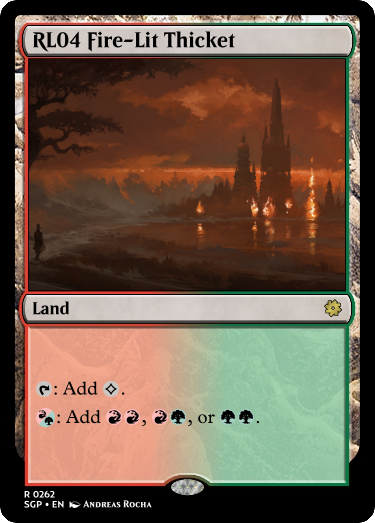 RL04 Fire-Lit Thicket
Land
: Add .
: Add , , or .
R 0262
SGP • EN Andreas Rocha